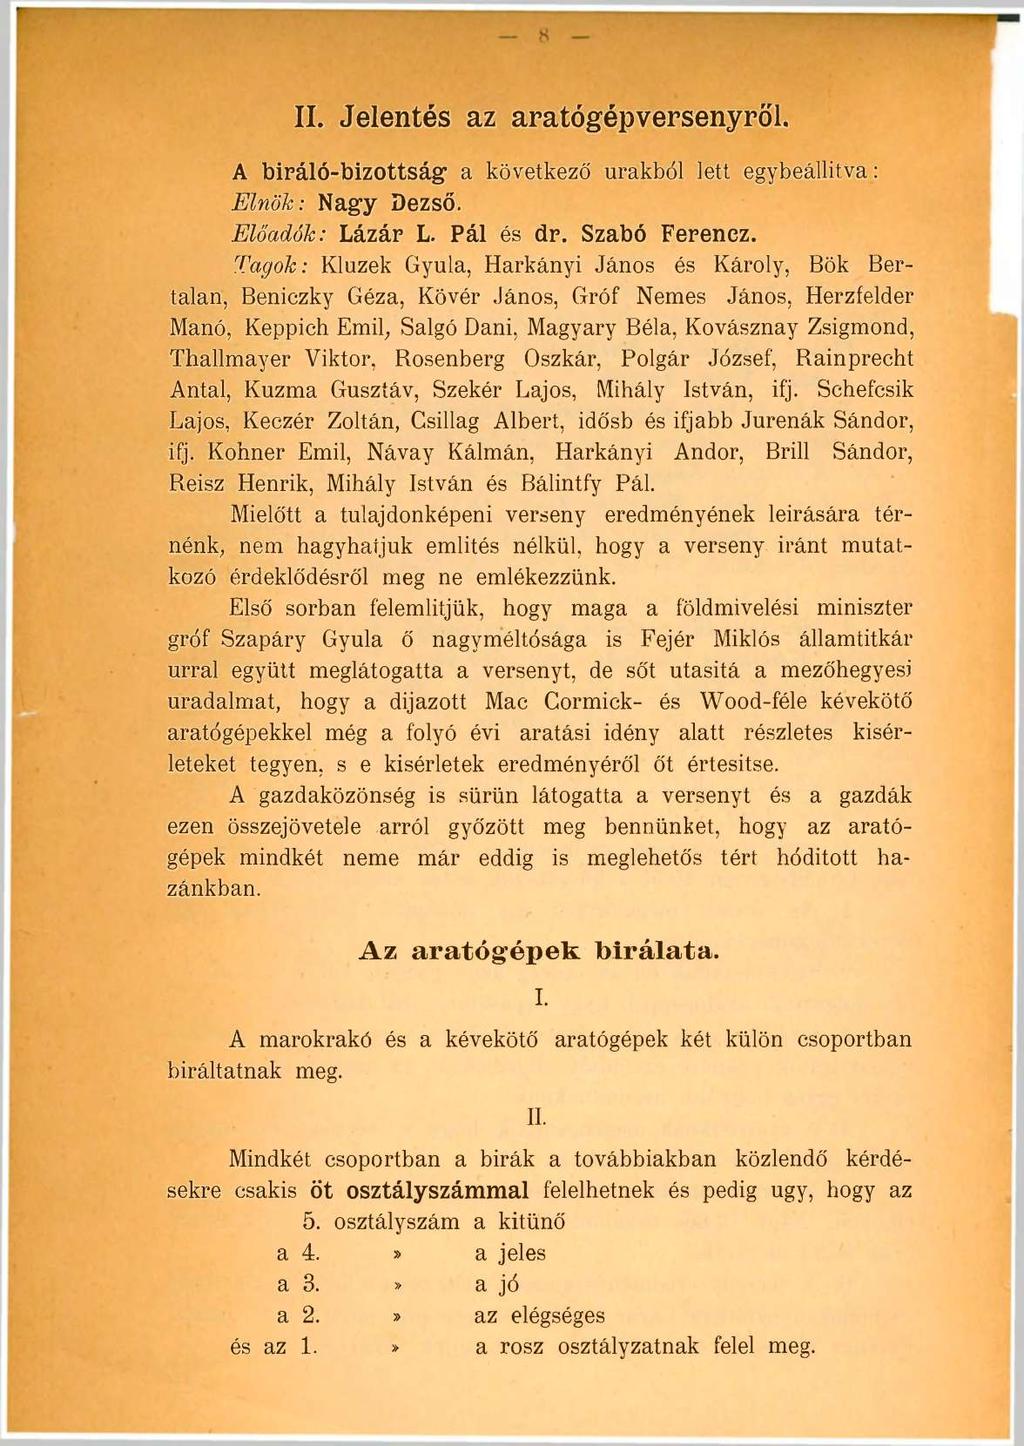 — 8 —
II. Jelentés az aratógépversenyről.
A biráló-bizottság a következő urakból lett egybeállitva:
Elnök: Nagy Dezső.
Előadók: Lázár L. Pál és dr. Szabó Ferencz.
Tagok: Kluzek Gyula, Harkányi János és Károly, Bök Ber-
talan, Beniczky Géza, Kövér János, Gróf Nemes János, Herzfelder
Manó, Keppich Emil, Salgó Dani, Magyary Béla, Kovásznay Zsigmond,
Thallmayer Viktor, Rosenberg Oszkár, Polgár József, Rainprecht
Antal, Kuzma Gusztáv, Szekér Lajos, Mihály István, ifj. Schefcsik
Lajos, Keczér Zoltán, Csillag Albert, idősb és ifjabb Jurenák Sándor,
ifj. Kohner Emil, Návay Kálmán, Harkányi Andor, Brill Sándor,
Reisz Henrik, Mihály István és Bálintfy Pál.
Mielőtt a tulajdonképeni verseny eredményének leirására tér-
nénk, nem hagyhatjuk emlités nélkül, hogy a verseny iránt mutat-
kozó érdeklődésről meg ne emlékezzünk.
Első sorban felemlitjük, hogy maga a földmivelési miniszter
gróf Szapáry Gyula ő nagyméltósága is Fejér Miklós államtitkár
urral együtt meglátogatta a versenyt, de sőt utasitá a mezőhegyesi
uradalmat, hogy a dijazott Mac Cormick- és Wood-féle kévekötő
aratógépekkel még a folyó évi aratási idény alatt részletes kisér-
leteket tegyen, s e kisérletek eredményéről őt értesitse.
A gazdaközönség is sürün látogatta a versenyt és a gazdák
ezen összejövetele arról győzött meg bennünket, hogy az arató-
gépek mindkét neme már eddig is meglehetős tért hóditott ha-
zánkban.
Az aratógépek birálata.
I.
A marokrakó és a kévekötő aratógépek két külön csoportban
biráltatnak meg.
II.
Mindkét csoportban a birák a továbbiakban közlendő kérdé-
sekre csakis öt osztályszámmal felelhetnek és pedig ugy, hogy az
5. osztályszám a kitünő
a 4. » a jeles
a 3. » a jó
a 2. » az elégséges
és az 1. » a rosz osztályzatnak felel meg.